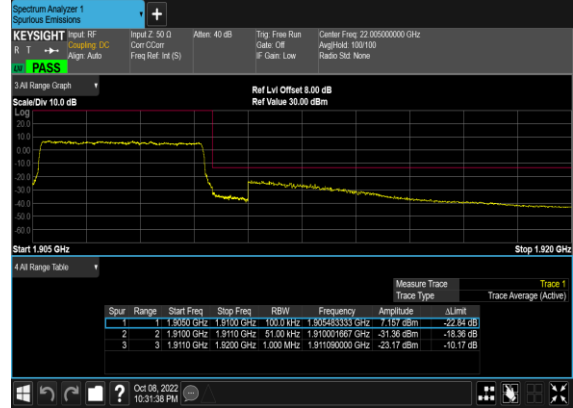 Spectrum Analyzer 1
Spurious Emissions
+
KEYSIGHT Input: RF Input Z: 50 Ω Atten: 40 dB Trig: Free Run Center Freq: 22.005000000 GHz
R T Coupling: DC Corr CCorr Gate: Off Avg|Hold: 100/100
Align: Auto Freq Ref: Int (S) IF Gain: Low Radio Std: None
LW PASS
3 All Range Graph
Ref Lvl Offset 8.00 dB
Scale/Div 10.0 dB Ref Value 30.00 dBm
Log
20.0
10.0
0.00
-10.0
-20.0
-30.0
-40.0
-50.0
-60.0
Start 1.905 GHz Stop 1.920 GHz
4 All Range Table
Measure Trace Trace 1
Trace Type Trace Average (Active)
Spur Range Start Freq Stop Freq RBW Frequency Amplitude ΔLimit
1 1 1.9050 GHz 1.9100 GHz 100.0 kHz 1.905483333 GHz 7.157 dBm -22.84 dB
2 2 1.9100 GHz 1.9110 GHz 51.00 kHz 1.910001667 GHz -31.36 dBm -18.36 dB
3 3 1.9110 GHz 1.9200 GHz 1.000 MHz 1.911090000 GHz -23.17 dBm -10.17 dB
? Oct 08, 2022
10:31:38 PM